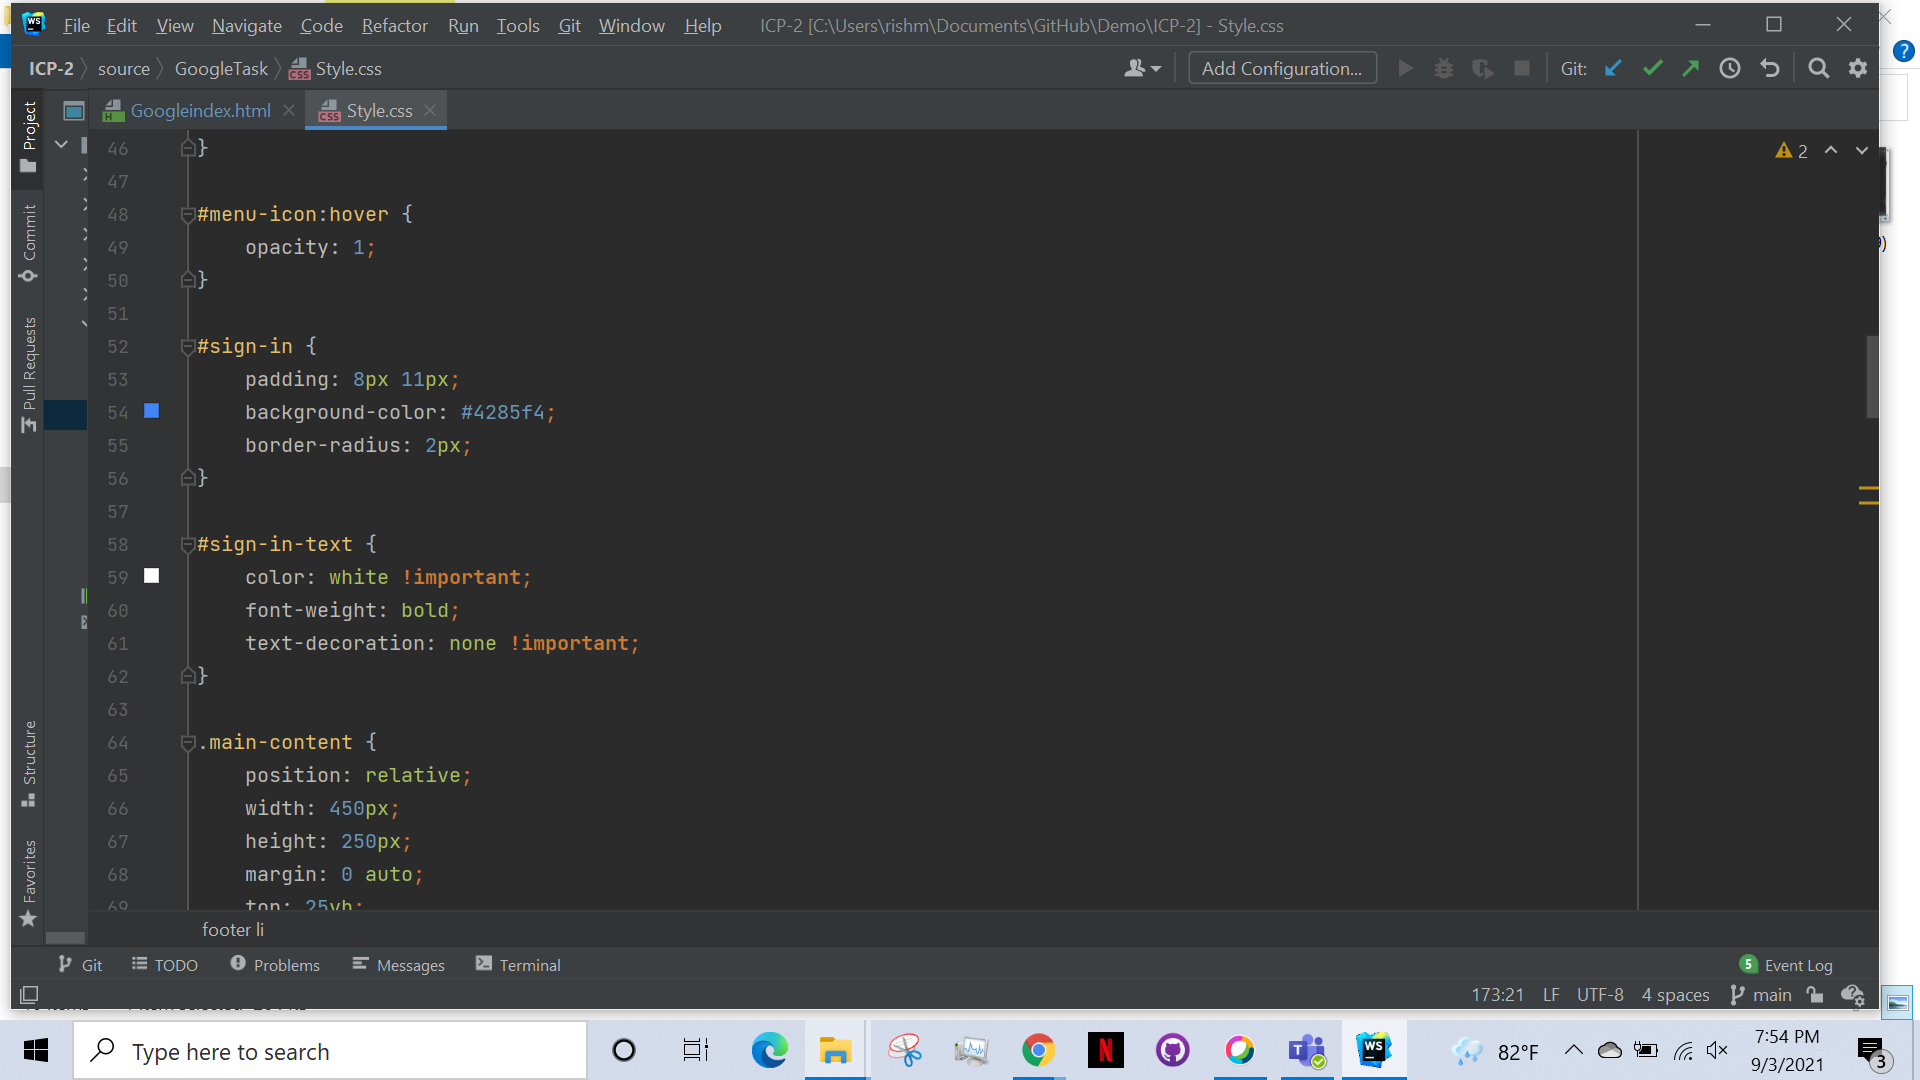 File Edit View Navigate Code Refactor Run Tools Git Window Help ICP-2 [C:\Users\rishm\Documents\GitHub\Demo\ICP-2] - Style.css
ICP-2 source GoogleTask Style.css Add Configuration... Git:
Googleindex.html Style.css
Project
Commit
Pull Requests
Structure
Favorites
2
46 }
47
48 #menu-icon:hover {
49 opacity: 1;
50 }
51
52 #sign-in {
53 padding: 8px 11px;
54 background-color: #4285f4;
55 border-radius: 2px;
56 }
57
58 #sign-in-text {
59 color: white !important;
60 font-weight: bold;
61 text-decoration: none !important;
62 }
63
64 .main-content {
65 position: relative;
66 width: 450px;
67 height: 250px;
68 margin: 0 auto;
69 top: 25vh;
footer li
Git TODO Problems Messages Terminal 5 Event Log
173:21 LF UTF-8 4 spaces main
Type here to search
82°F
7:54 PM
9/3/2021
3